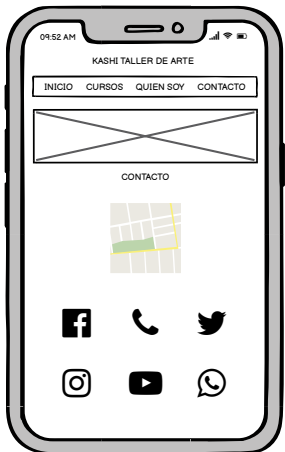 09:52 AM
KASHI TALLER DE ARTE
INICIO CURSOS QUIEN SOY CONTACTO
CONTACTO